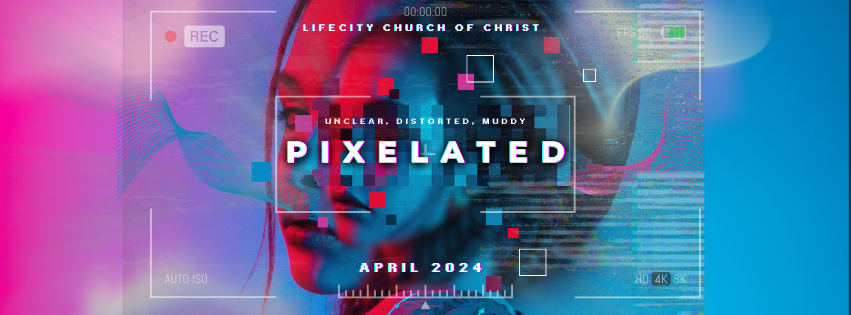 00:00:00
LIFECITY CHURCH OF CHRIST
REC
FPS 60
UNCLEAR, DISTORTED, MUDDY
PIXELATED
APRIL 2024
AUTO ISO
HD 4K 8K